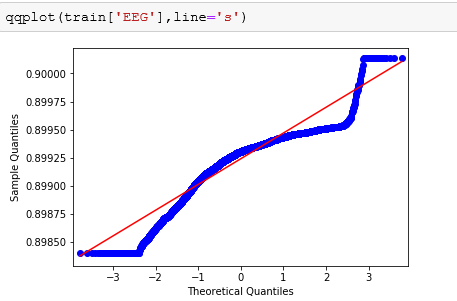 qqplot(train['EEG'],line='s')
0.90000
0.89975
0.89950
0.89925
0.89900
0.89875
0.89850
Sample Quantiles
−3 −2 −1 0 1 2 3
Theoretical Quantiles